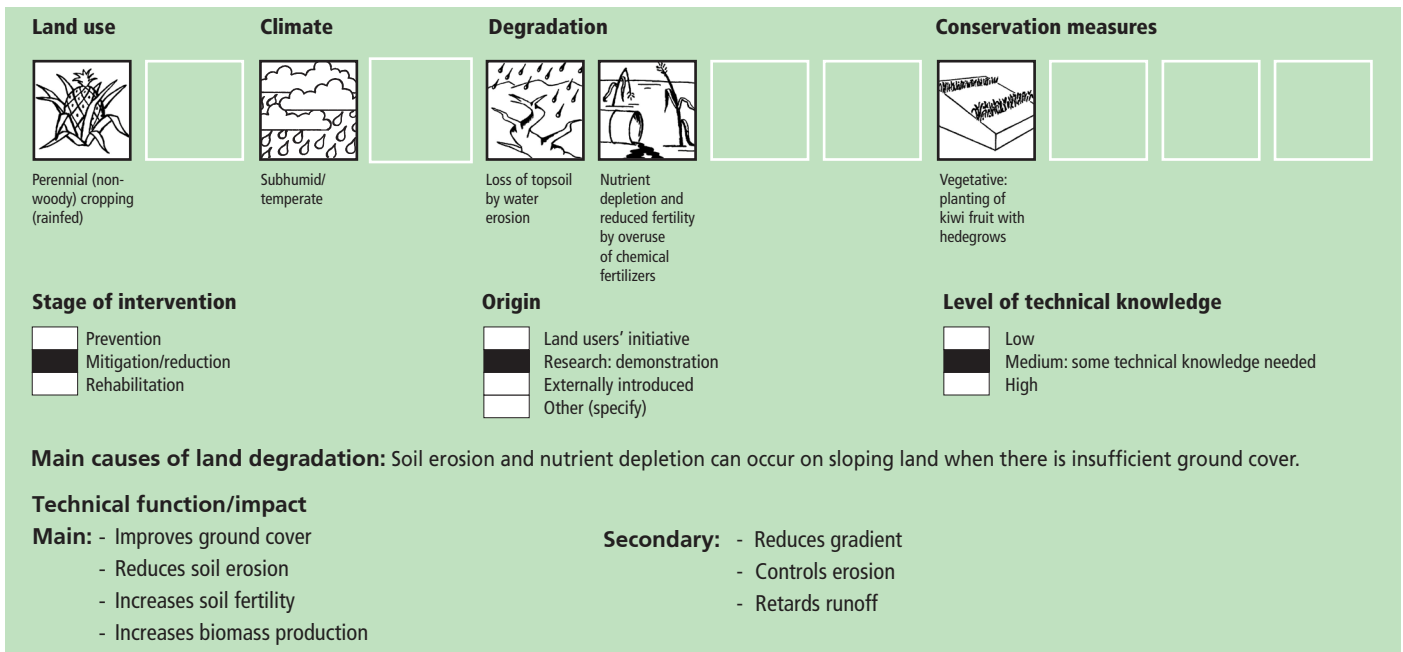 Land use
Climate
Degradation
Conservation measures
Perennial (non-
woody) cropping
(rainfed)
Subhumid/
temperate
Loss of topsoil
by water
erosion
Nutrient
depletion and
reduced fertility
by overuse
of chemical
fertilizers
Vegetative:
planting of
kiwi fruit with
hedegrows
Stage of intervention
Prevention
Mitigation/reduction
Rehabilitation
Origin
Land users’ initiative
Research: demonstration
Externally introduced
Other (specify)
Level of technical knowledge
Low
Medium: some technical knowledge needed
High
Main causes of land degradation: Soil erosion and nutrient depletion can occur on sloping land when there is insufficient ground cover.
Technical function/impact
Main: - Improves ground cover
- Reduces soil erosion
- Increases soil fertility
- Increases biomass production
Secondary: - Reduces gradient
- Controls erosion
- Retards runoff